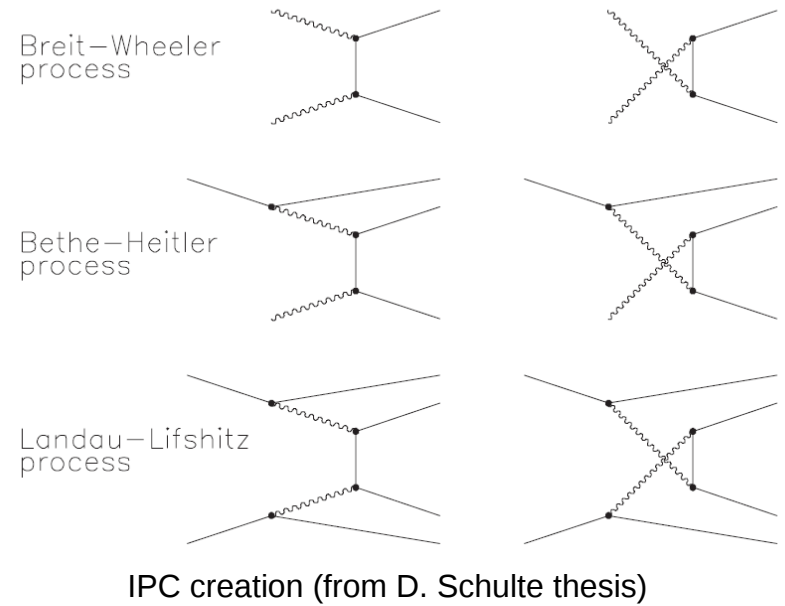 Breit–Wheeler
process
Bethe–Heitler
process
Landau–Lifshitz
process
IPC creation (from D. Schulte thesis)